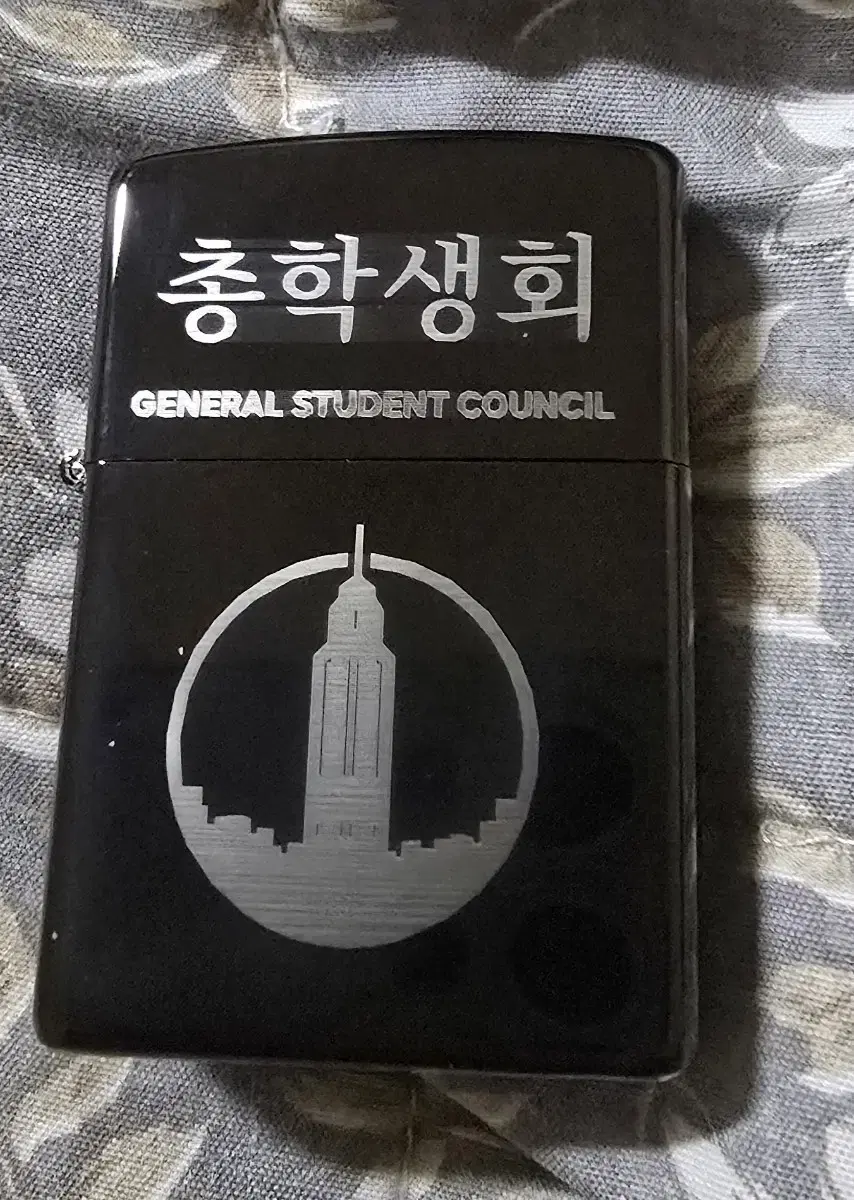 총학생회
GENERAL STUDENT COUNCIL